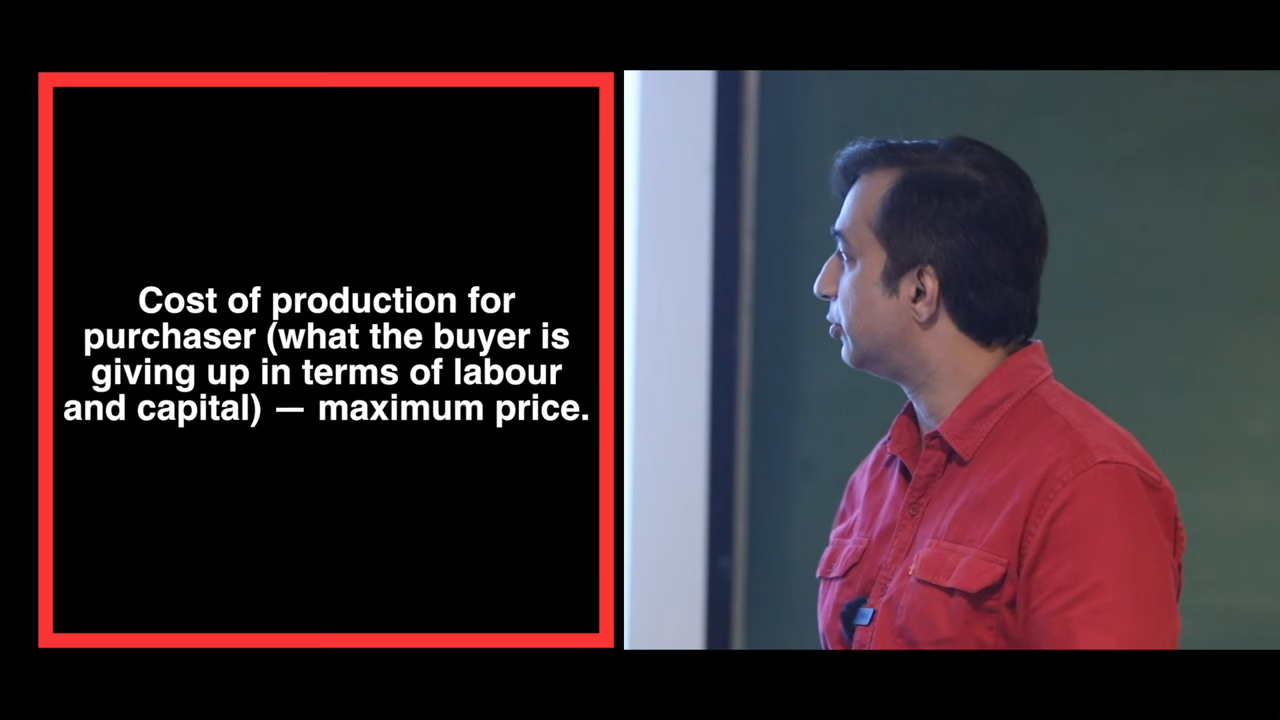 Cost of production for
purchaser (what the buyer is
giving up in terms of labour
and capital) — maximum price.